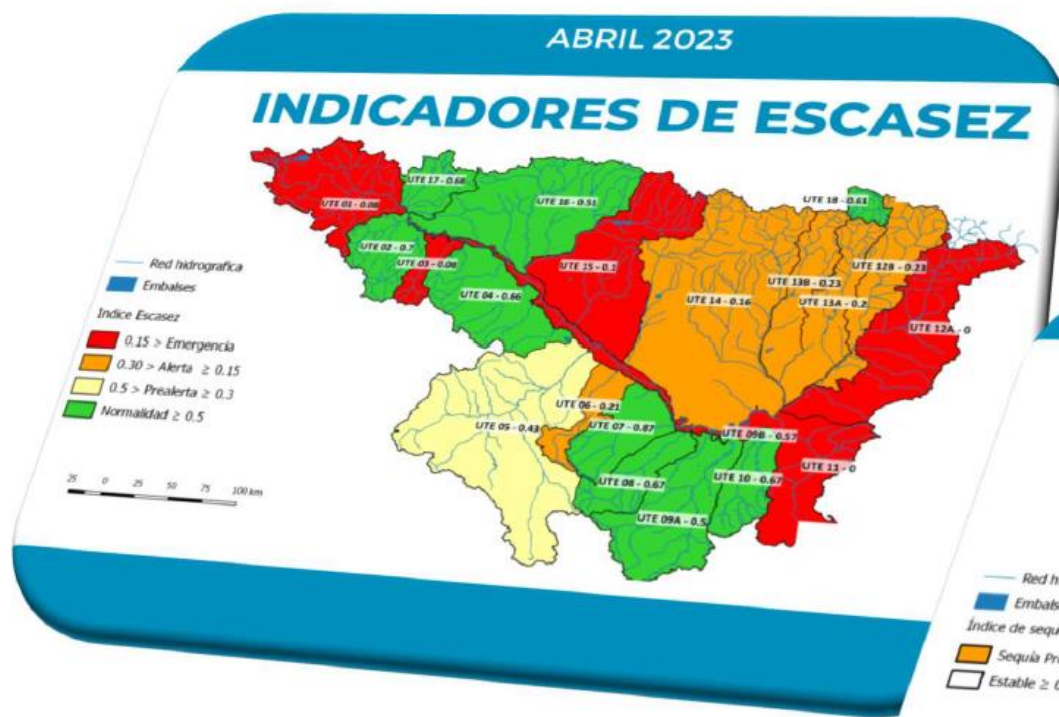 ABRIL 2023
INDICADORES DE ESCASEZ
UTE 17 - 0.68
UTE 01 - 0.08
UTE 16 - 0.51
UTE 18 - 0.61
UTE 02 - 0.7
UTE 03 - 0.08
UTE 15 - 0.1
UTE 12B - 0.23
UTE 13B - 0.23
UTE 04 - 0.66
UTE 14 - 0.16
UTE 13A - 0.2
UTE 12A - 0
UTE 06 - 0.21
UTE 05 - 0.43
UTE 07 - 0.87
UTE 09B - 0.57
UTE 11 - 0
UTE 08 - 0.67
UTE 10 - 0.67
UTE 09A - 0.5
Red hidrografica
Embalses
Indice Escasez
0.15 ≥ Emergencia
0.30 > Alerta ≥ 0.15
0.5 > Prealerta ≥ 0.3
Normalidad ≥ 0.5
25 0 25 50 75 100 km
Red hi
Embalse
Índice de sequí
Sequía Pr
Estable ≥ 0